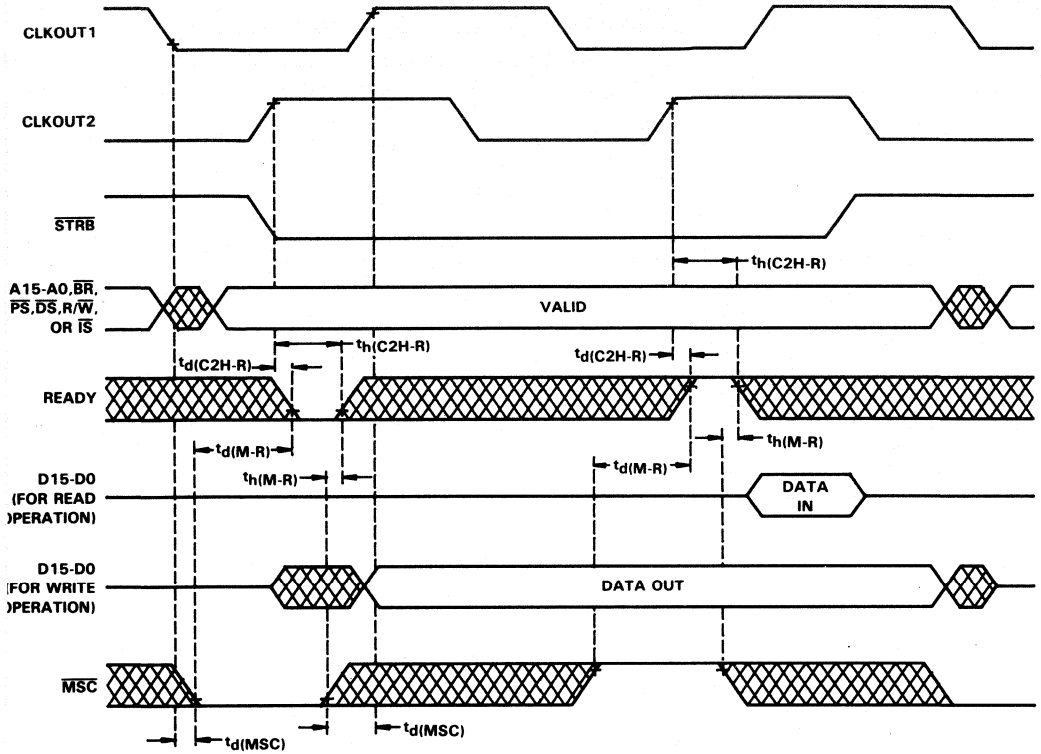 CLKOUT1
CLKOUT2
STRB
th(C2H-R)
A15-A0,BR,
PS,DS,R/W,
OR IS
VALID
td(C2H-R)
th(C2H-R)
td(C2H-R)
READY
td(M-R)
th(M-R)
th(M-R)
td(M-R)
D15-D0
(FOR READ
OPERATION)
DATA
IN
D15-D0
(FOR WRITE
OPERATION)
DATA OUT
MSC
td(MSC)
td(MSC)